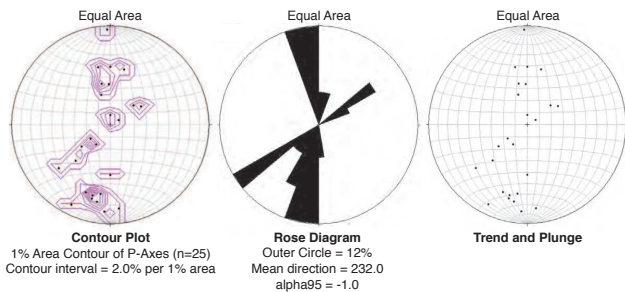 Equal Area
Contour Plot
1% Area Contour of P-Axes (n=25)
Contour interval = 2.0% per 1% area
Equal Area
Rose Diagram
Outer Circle = 12%
Mean direction = 232.0
alpha95 = -1.0
Equal Area
Trend and Plunge